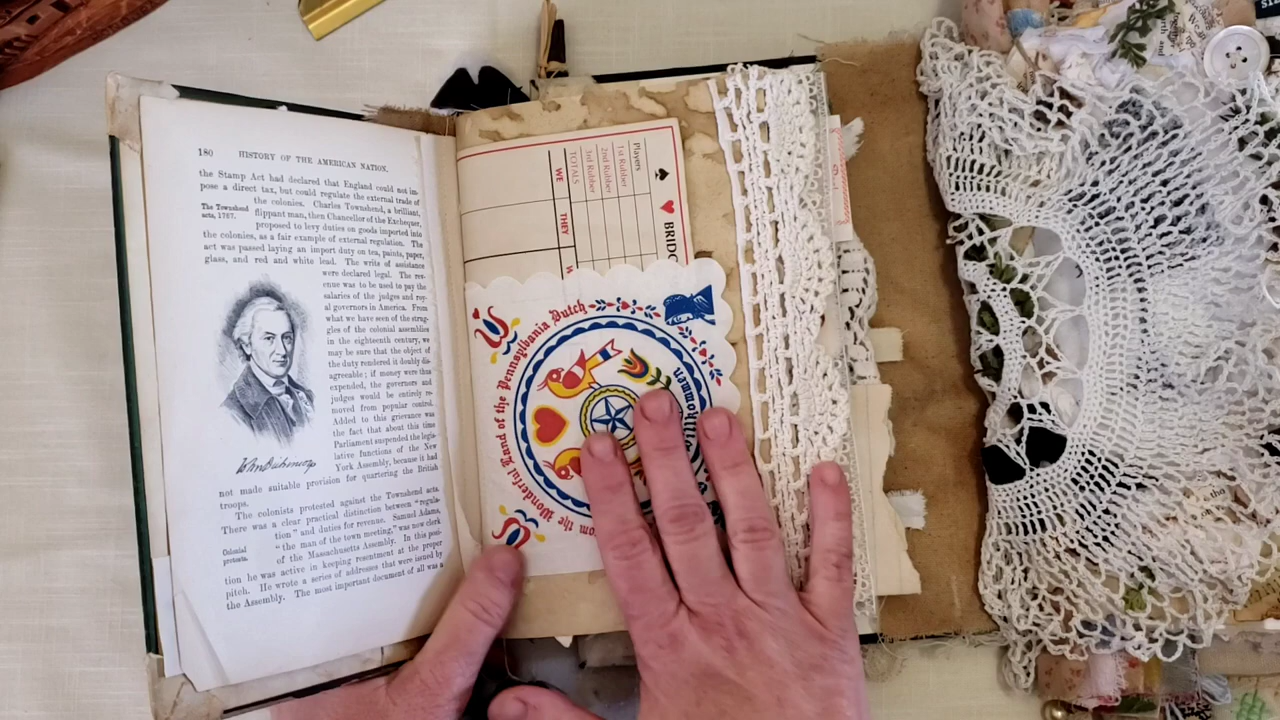 180 HISTORY OF THE AMERICAN NATION.
the Stamp Act had declared that England could not im-
pose a direct tax, but could regulate the external trade of
The Townshend
acts, 1767.
the colonies. Charles Townshend, a brilliant,
flippant man, then Chancellor of the Exchequer,
proposed to levy duties on goods imported into
the colonies, as a fair example of external regulation. The
act was passed laying an import duty on tea, paints, paper,
glass, and red and white lead. The writs of assistance
were declared legal. The rev-
enue was to be used to pay the
salaries of the judges and roy-
al governors in America. From
what we have seen of the strug-
gles of the colonial assemblies
in the eighteenth century, we
may be sure that the object of
the duty rendered it doubly dis-
agreeable; if money were thus
expended, the governors and
judges would be entirely re-
moved from popular control.
Added to this grievance was
the fact that about this time
Parliament suspended the legis-
lative functions of the New
York Assembly, because it had
not made suitable provision for quartering the British
troops.
The colonists protested against the Townshend acts.
There was a clear practical distinction between "regula-
Colonial
protests.
tion" and duties for revenue. Samuel Adams,
"the man of the town meeting," was now clerk
of the Massachusetts Assembly. In this posi-
tion he was active in keeping resentment at the proper
pitch. He wrote a series of addresses that were issued by
the Assembly. The most important document of all was a
Players
1st Rubber
2nd Rubber
3rd Rubber
TOTALS
WE THEY W
BRIDG
from the Wonderful Land of the Pennsylvania Dutch